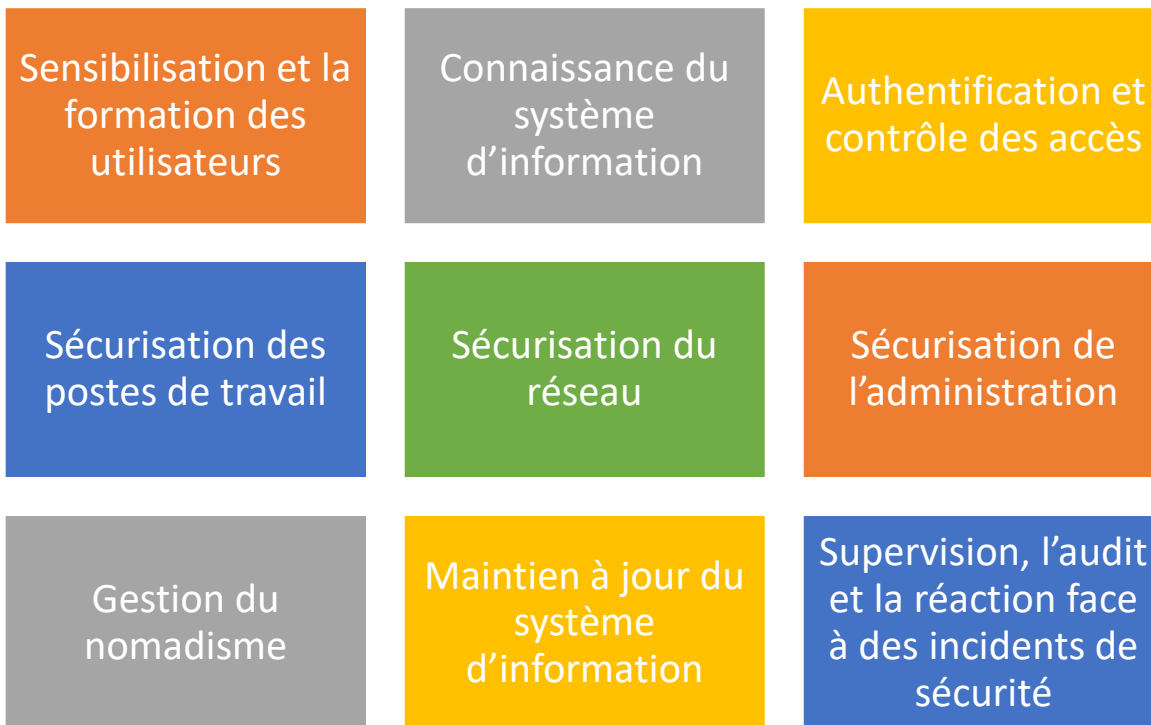 Sensibilisation et la
formation des
utilisateurs
Connaissance du
système
d’information
Authentification et
contrôle des accès
Sécurisation des
postes de travail
Sécurisation du
réseau
Sécurisation de
l’administration
Gestion du
nomadisme
Maintien à jour du
système
d’information
Supervision, l’audit
et la réaction face
à des incidents de
sécurité